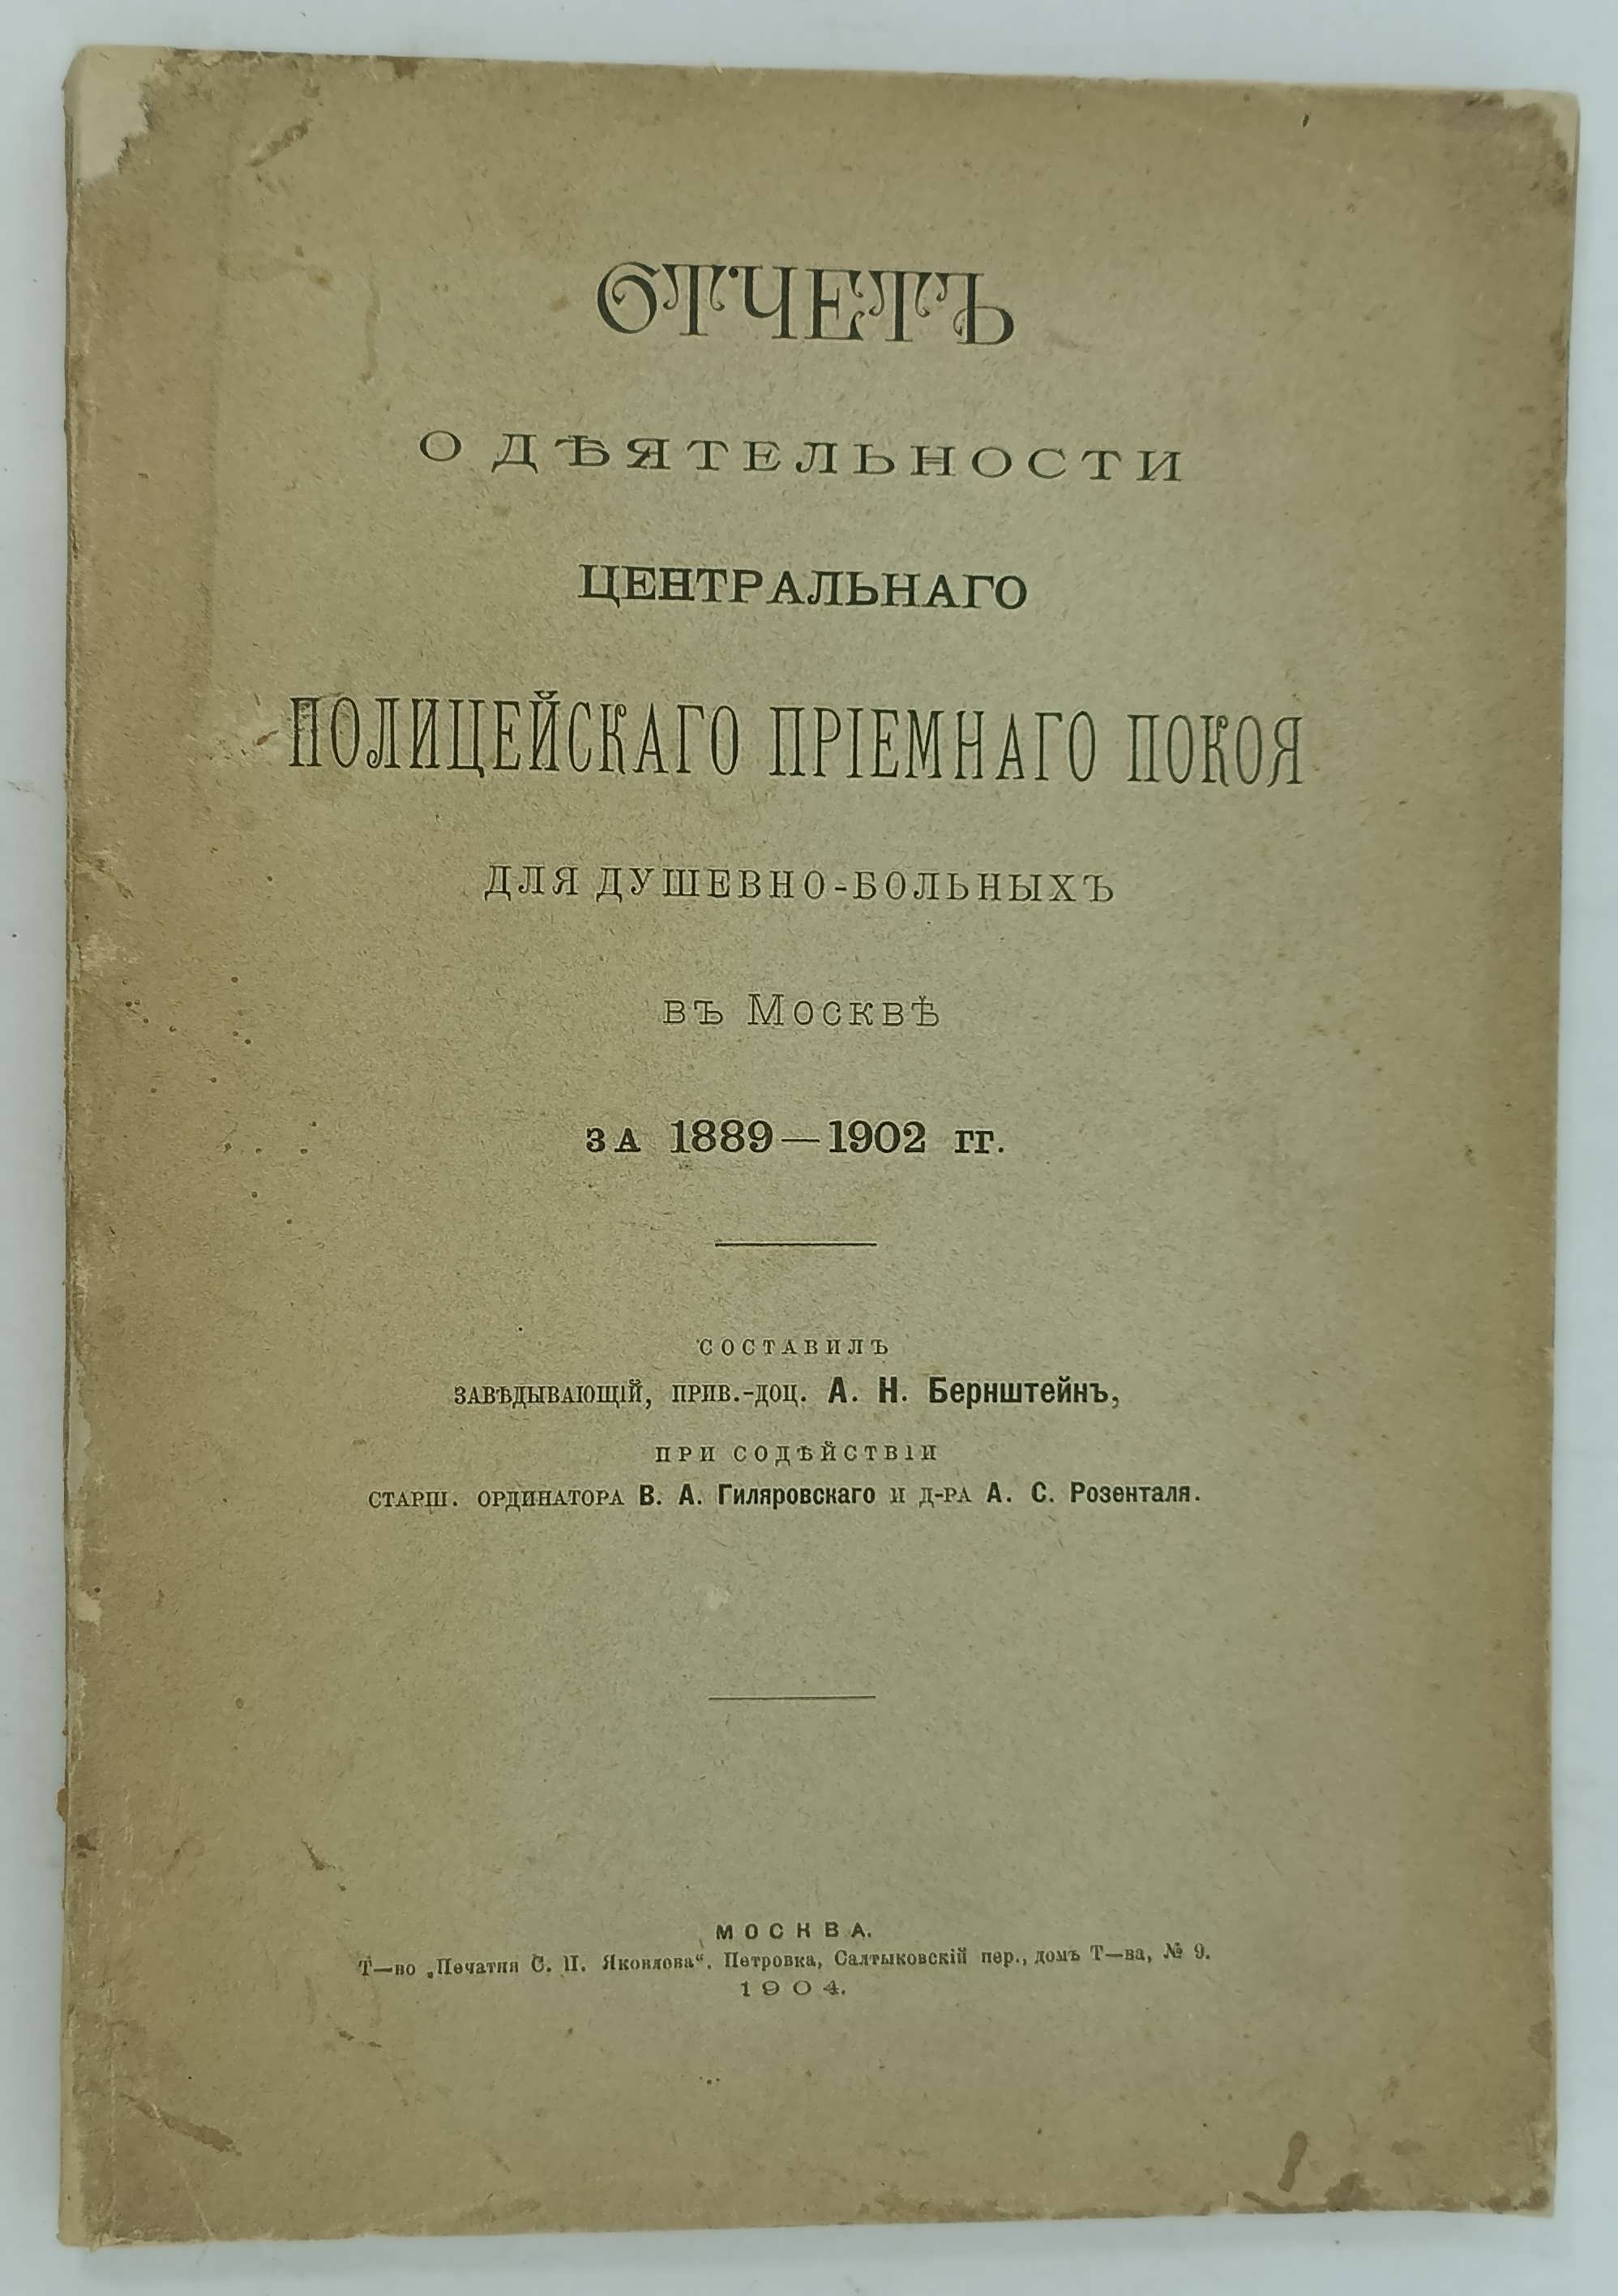 ОТЧЕТЪ
О ДѢЯТЕЛЬНОСТИ
ЦЕНТРАЛЬНАГО
ПОЛИЦЕЙСКАГО ПРІЕМНАГО ПОКОЯ
ДЛЯ ДУШЕВНО-БОЛЬНЫХЪ
ВЪ МОСКВѢ
ЗА 1889—1902 ГГ.
СОСТАВИЛЪ
ЗАВѢДЫВАЮЩІЙ, ПРИВ.-ДОЦ. А. Н. Бернштейнъ,
ПРИ СОДѢЙСТВІИ
СТАРШ. ОРДИНАТОРА В. А. Гиляровскаго И Д-РА А. С. Розенталя.
МОСКВА.
Т—во „Печатня С. П. Яковлева“. Петровка, Салтыковскій пер., домъ Т—ва, № 9.
1904.